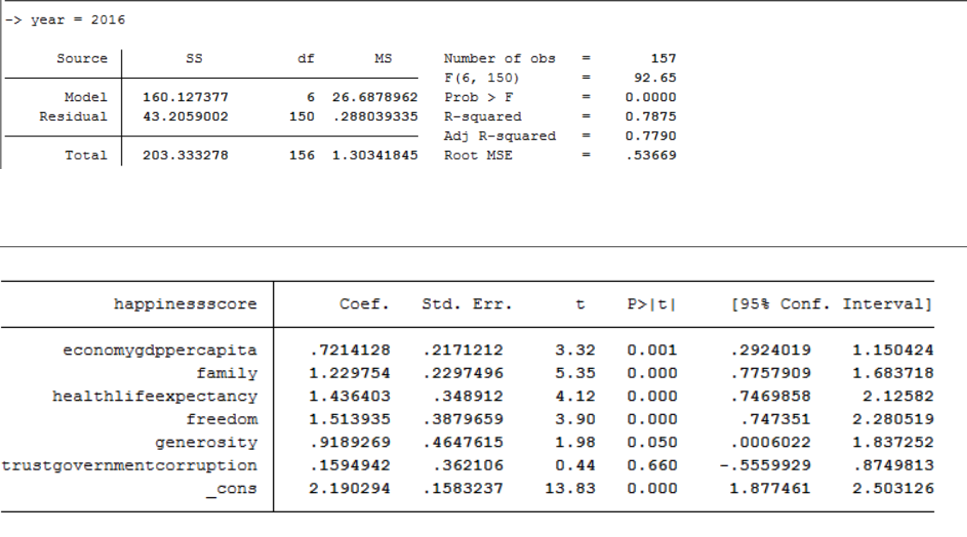 -> year = 2016
Source SS df MS Number of obs = 157
F(6, 150) = 92.65
Model 160.127377 6 26.6878962 Prob > F = 0.0000
Residual 43.2059002 150 .288039335 R-squared = 0.7875
Adj R-squared = 0.7790
Total 203.333278 156 1.30341845 Root MSE = .53669
happinessscore Coef. Std. Err. t P>|t| [95% Conf. Interval]
economygdppercapita .7214128 .2171212 3.32 0.001 .2924019 1.150424
family 1.229754 .2297496 5.35 0.000 .7757909 1.683718
healthlifeexpectancy 1.436403 .348912 4.12 0.000 .7469858 2.12582
freedom 1.513935 .3879659 3.90 0.000 .747351 2.280519
generosity .9189269 .4647615 1.98 0.050 .0006022 1.837252
trustgovernmentcorruption .1594942 .362106 0.44 0.660 -.5559929 .8749813
_cons 2.190294 .1583237 13.83 0.000 1.877461 2.503126